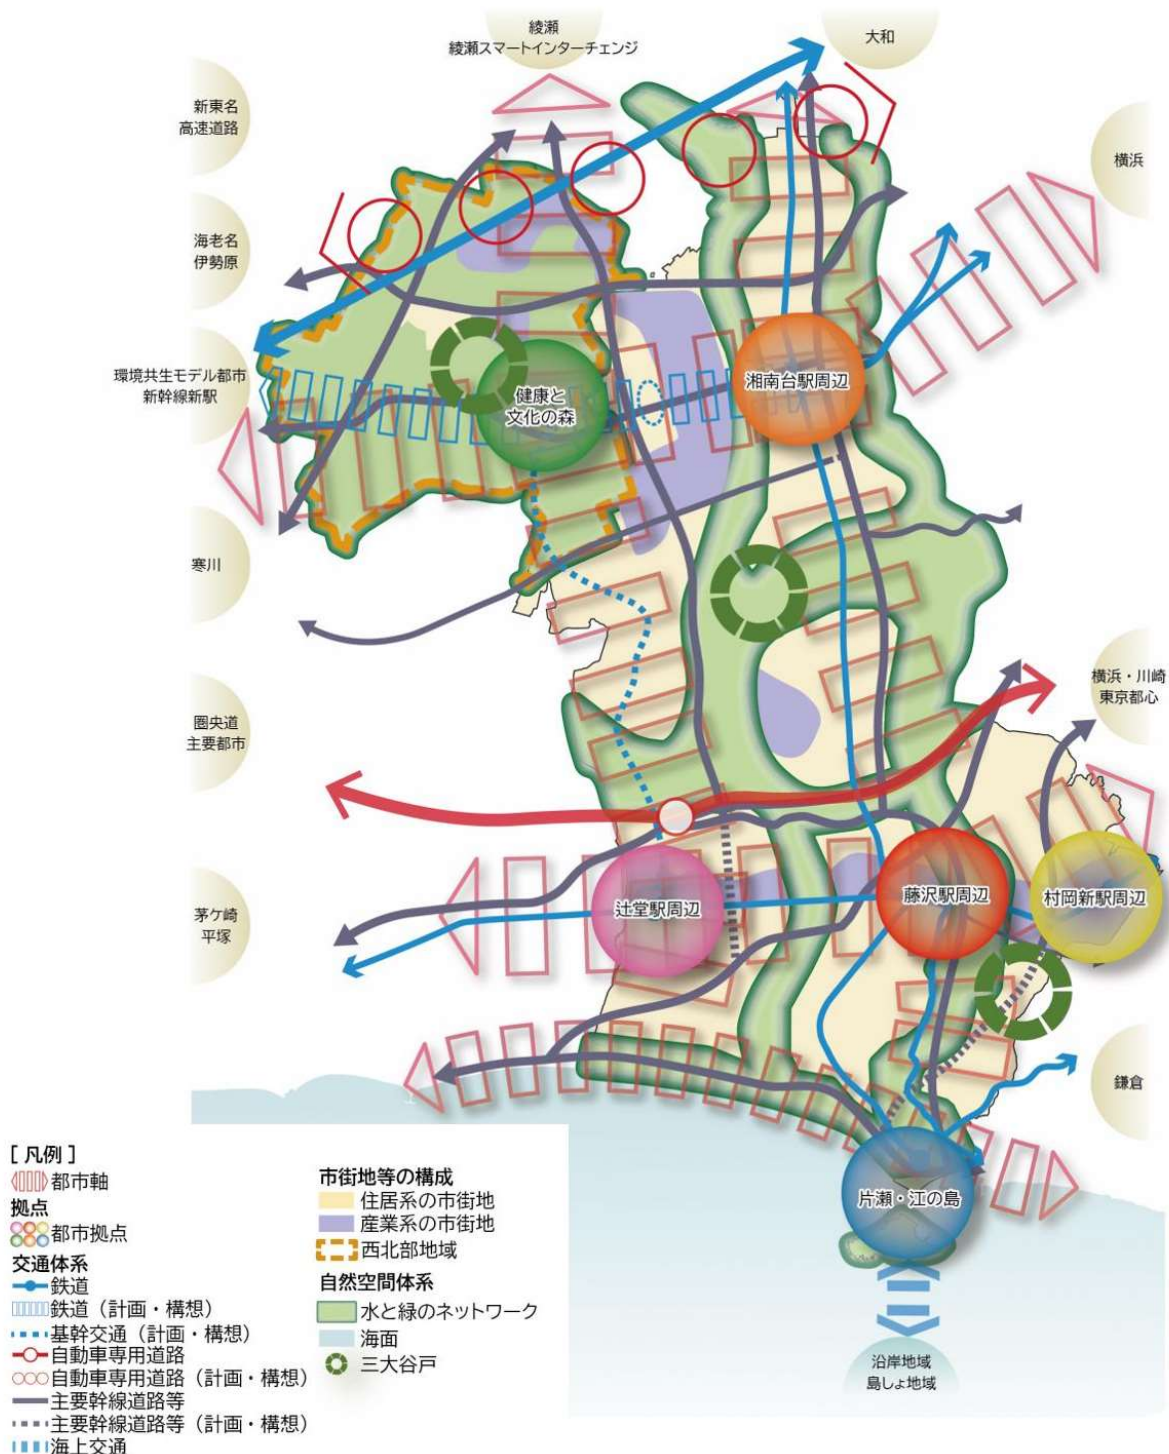 綾瀬
綾瀬スマートインターチェンジ
大和
新東名
高速道路
横浜
海老名
伊勢原
環境共生モデル都市
新幹線新駅
健康と
文化の森
湘南台駅周辺
寒川
横浜・川崎
東京都心
圏央道
主要都市
辻堂駅周辺
藤沢駅周辺
村岡新駅周辺
茅ケ崎
平塚
鎌倉
片瀬・江の島
沿岸地域
島しょ地域
[ 凡例 ]
都市軸
拠点
都市拠点
交通体系
鉄道
鉄道（計画・構想）
基幹交通（計画・構想）
自動車専用道路
自動車専用道路（計画・構想）
主要幹線道路等
主要幹線道路等（計画・構想）
海上交通
市街地等の構成
住居系の市街地
産業系の市街地
西北部地域
自然空間体系
水と緑のネットワーク
海面
三大谷戸